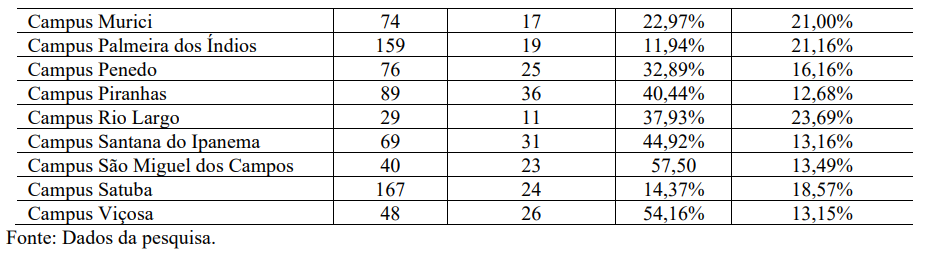 Campus Murici 74 17 22,97% 21,00%
Campus Palmeira dos Índios 159 19 11,94% 21,16%
Campus Penedo 76 25 32,89% 16,16%
Campus Piranhas 89 36 40,44% 12,68%
Campus Rio Largo 29 11 37,93% 23,69%
Campus Santana do Ipanema 69 31 44,92% 13,16%
Campus São Miguel dos Campos 40 23 57,50 13,49%
Campus Satuba 167 24 14,37% 18,57%
Campus Viçosa 48 26 54,16% 13,15%
Fonte: Dados da pesquisa.